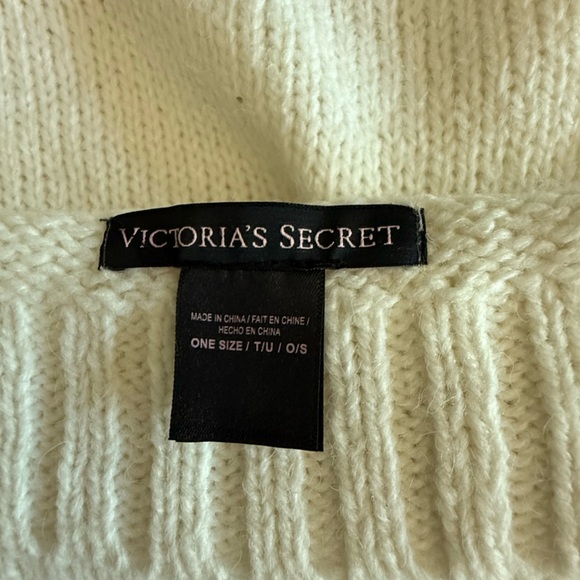 VICTORIA'S SECRET
MADE IN CHINA / FAIT EN CHINE /
HECHO EN CHINA
ONE SIZE / T/U / O/S